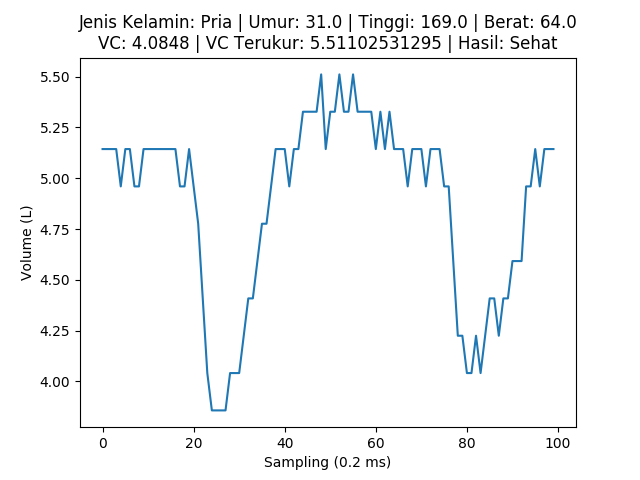 Jenis Kelamin: Pria | Umur: 31.0 | Tinggi: 169.0 | Berat: 64.0
VC: 4.0848 | VC Terukur: 5.51102531295 | Hasil: Sehat
5.50
5.25
5.00
4.75
4.50
4.25
4.00
Volume (L)
0 20 40 60 80 100
Sampling (0.2 ms)